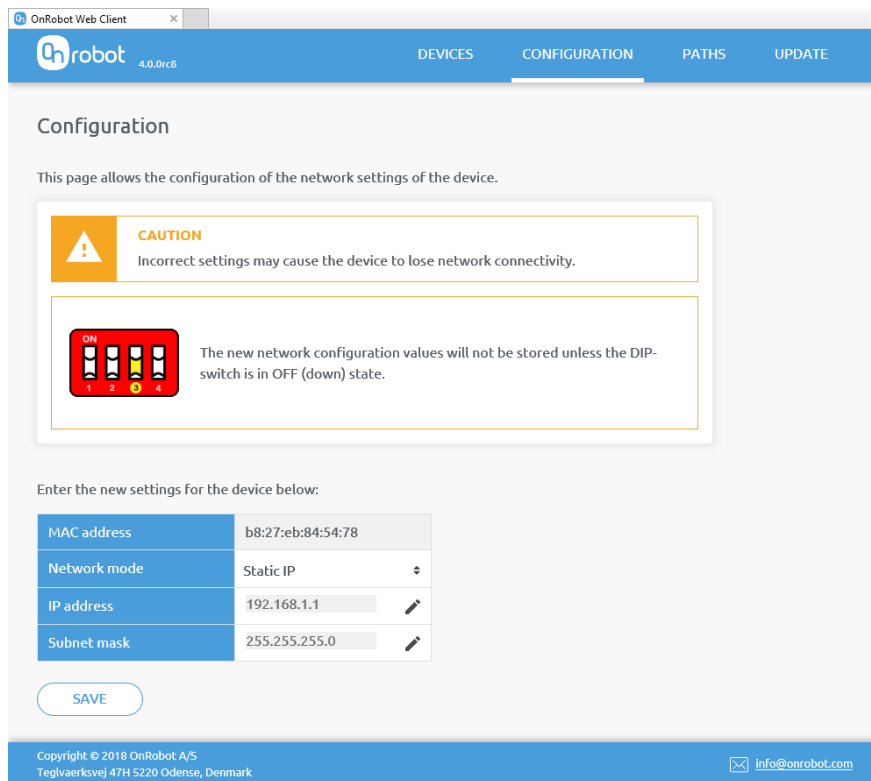 OnRobot Web Client
On robot 4.0.0rc8 DEVICES CONFIGURATION PATHS UPDATE
Configuration
This page allows the configuration of the network settings of the device.
CAUTION
Incorrect settings may cause the device to lose network connectivity.
ON
1 2 3 4
The new network configuration values will not be stored unless the DIP-
switch is in OFF (down) state.
Enter the new settings for the device below:
MAC address b8:27:eb:84:54:78
Network mode Static IP
IP address 192.168.1.1
Subnet mask 255.255.255.0
SAVE
Copyright © 2018 OnRobot A/S
Teglvaerksvej 47H 5220 Odense, Denmark
info@onrobot.com